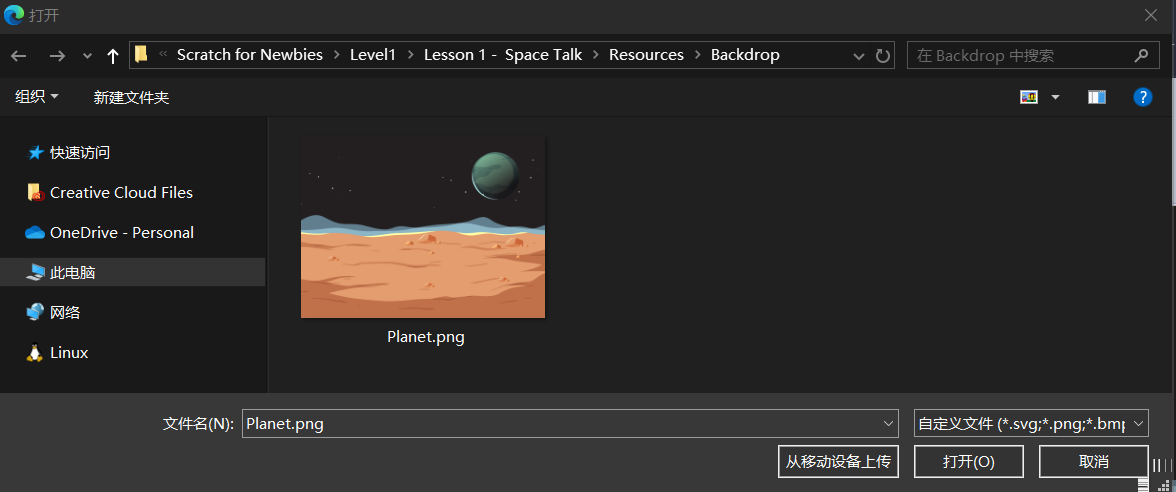 打开
« Scratch for Newbies > Level1 > Lesson 1 - Space Talk > Resources > Backdrop
在 Backdrop 中搜索
组织
新建文件夹
快速访问
Creative Cloud Files
OneDrive - Personal
此电脑
网络
Linux
Planet.png
文件名(N):
Planet.png
自定义文件 (*.svg;*.png;*.bmp
从移动设备上传
打开(O)
取消